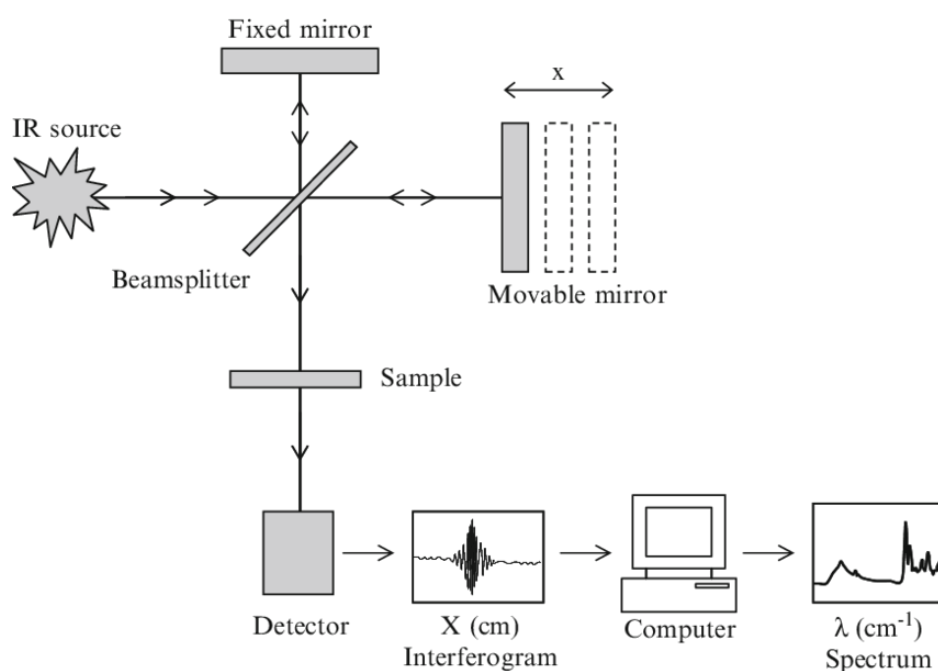 Fixed mirror
x
IR source
Beamsplitter
Movable mirror
Sample
Detector
X (cm)
Interferogram
Computer
λ (cm⁻¹)
Spectrum